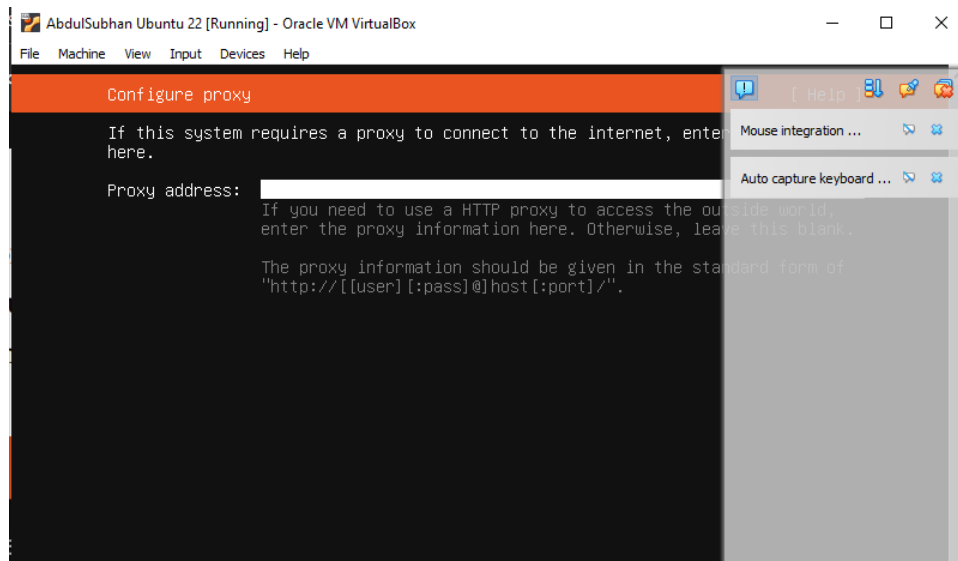 AbdulSubhan Ubuntu 22 [Running] - Oracle VM VirtualBox
File Machine View Input Devices Help
Configure proxy
[ Help ]
If this system requires a proxy to connect to the internet, enter
here.
Mouse integration ...
Auto capture keyboard ...
Proxy address:
If you need to use a HTTP proxy to access the outside world,
enter the proxy information here. Otherwise, leave this blank.
The proxy information should be given in the standard form of
"http://[[user][:pass]@]host[:port]/".